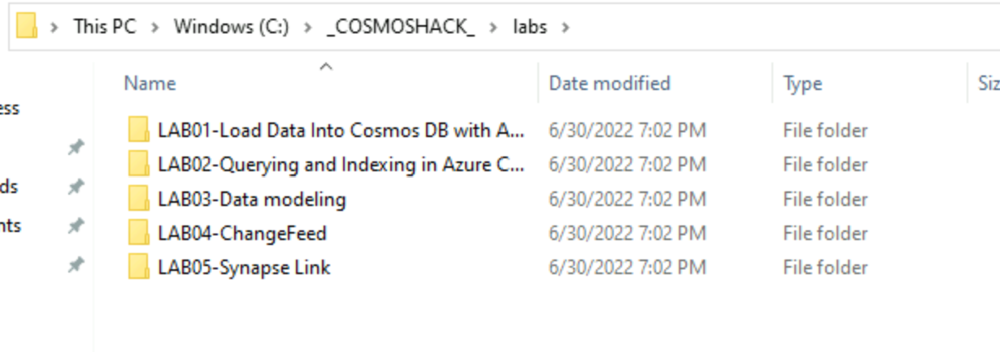 This PC > Windows (C:) > _COSMOSHACK_ > labs >
Name Date modified Type Siz
ess
LAB01-Load Data Into Cosmos DB with A... 6/30/2022 7:02 PM File folder
LAB02-Querying and Indexing in Azure C... 6/30/2022 7:02 PM File folder
ds
LAB03-Data modeling 6/30/2022 7:02 PM File folder
nts
LAB04-ChangeFeed 6/30/2022 7:02 PM File folder
LAB05-Synapse Link 6/30/2022 7:02 PM File folder